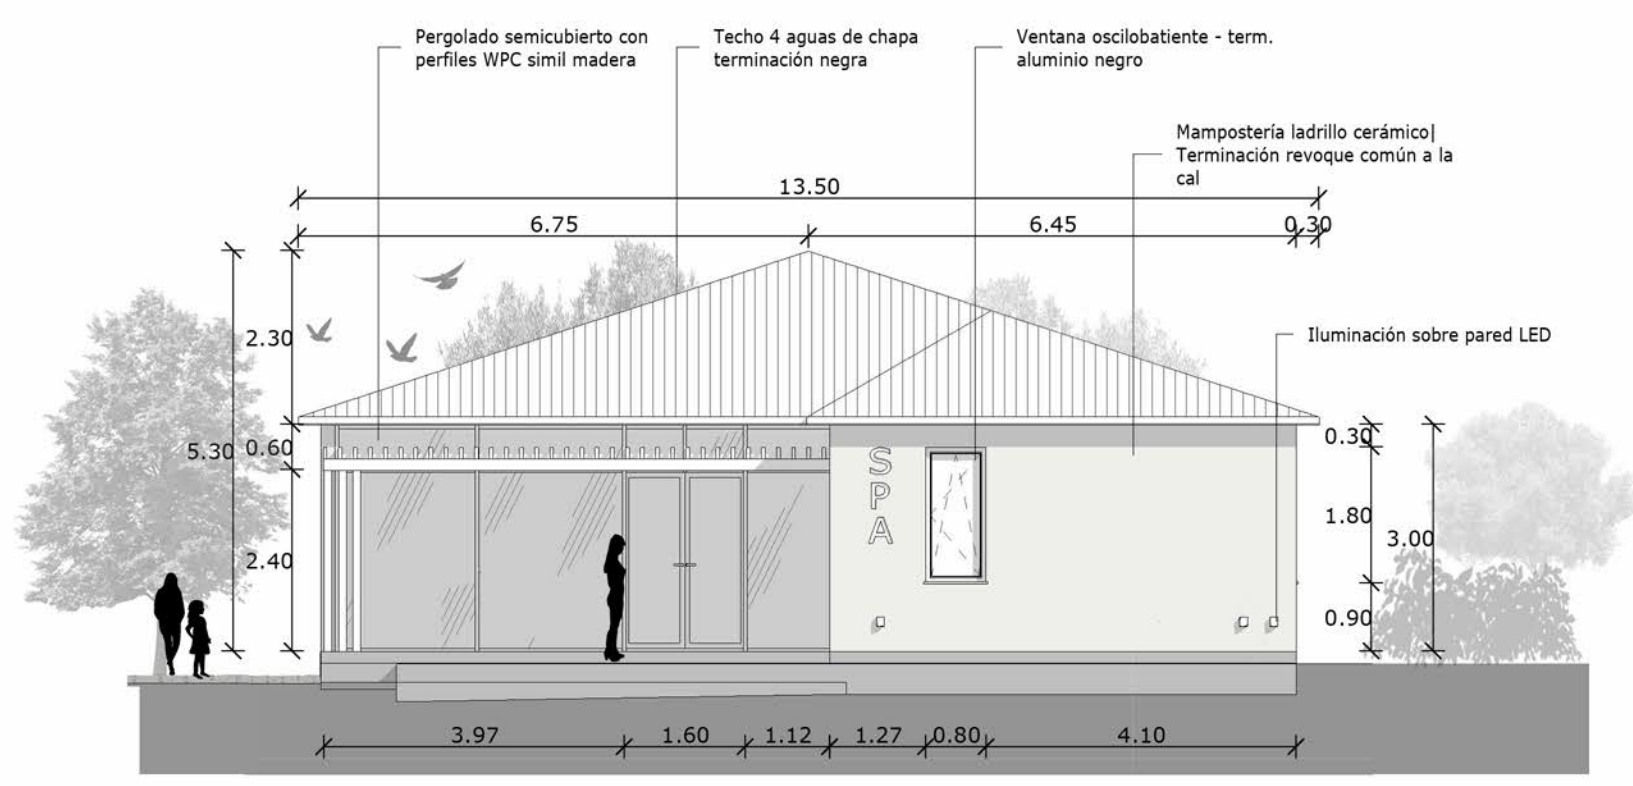 Pergolado semicubierto con
perfiles WPC simil madera
Techo 4 aguas de chapa
terminación negra
Ventana oscilobatiente - term.
aluminio negro
Mampostería ladrillo cerámico|
Terminación revoque común a la
cal
13.50
6.75
6.45
0.30
2.30
Iluminación sobre pared LED
5.30
0.60
0.30
S
P
A
1.80
3.00
2.40
0.90
3.97
1.60
1.12
1.27
0.80
4.10